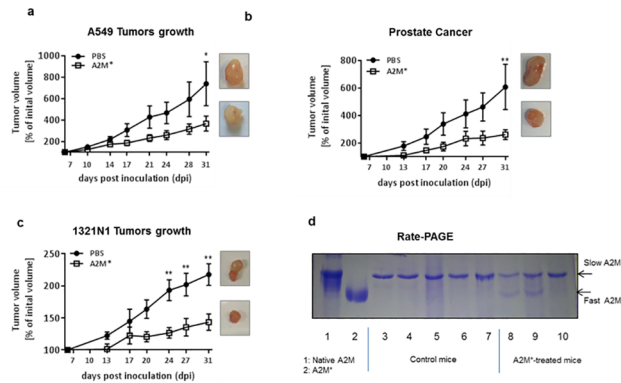 a
A549 Tumors growth
PBS
A2M*
*
Tumor volume
[% of inital volume]
1000
800
600
400
200
7 10 14 17 21 24 28 31
days post inoculation (dpi)
b
Prostate Cancer
PBS
A2M*
**
Tumor volume
[% of inital volume]
800
600
400
200
7 10 13 17 20 24 27 31
days post inoculation (dpi)
c
1321N1 Tumors growth
PBS
A2M*
** ** **
Tumor volume
[% of inital volume]
250
200
150
100
7 10 13 17 20 24 27 31
days post inoculation (dpi)
d
Rate-PAGE
Slow A2M
Fast A2M
1 2 3 4 5 6 7 8 9 10
1: Native A2M
2: A2M*
Control mice
A2M*-treated mice